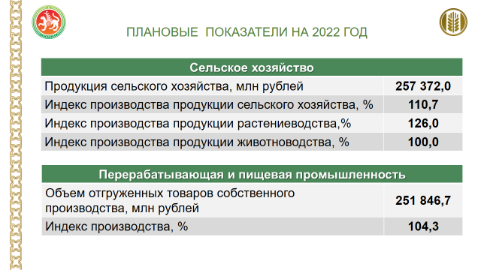 ПЛАНОВЫЕ ПОКАЗАТЕЛИ НА 2022 ГОД
Сельское хозяйство
Продукция сельского хозяйства, млн рублей 257 372,0
Индекс производства продукции сельского хозяйства, % 110,7
Индекс производства продукции растениеводства,% 126,0
Индекс производства продукции животноводства, % 100,0
Перерабатывающая и пищевая промышленность
Объем отгруженных товаров собственного
производства, млн рублей 251 846,7
Индекс производства, % 104,3